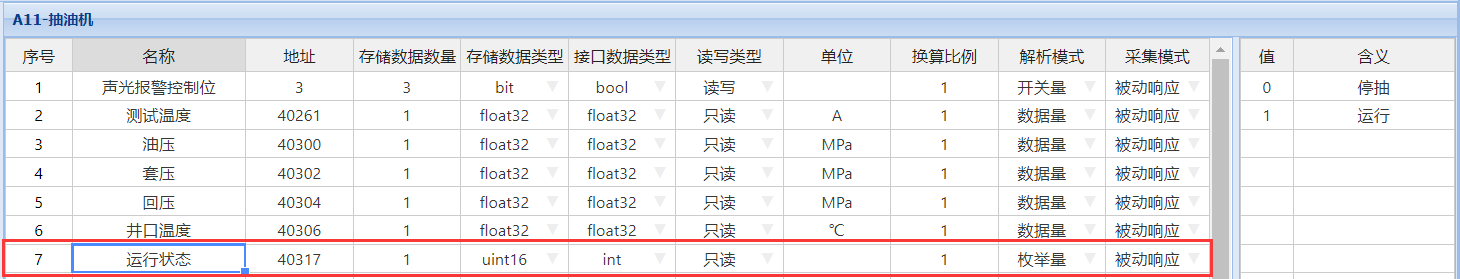 A11-抽油机
序号 名称 地址 存储数据数量 存储数据类型 接口数据类型 读写类型 单位 换算比例 解析模式 采集模式 值 含义
1 声光报警控制位 3 3 bit bool 读写 1 开关量 被动响应 0 停抽
2 测试温度 40261 1 float32 float32 只读 A 1 数据量 被动响应 1 运行
3 油压 40300 1 float32 float32 只读 MPa 1 数据量 被动响应
4 套压 40302 1 float32 float32 只读 MPa 1 数据量 被动响应
5 回压 40304 1 float32 float32 只读 MPa 1 数据量 被动响应
6 井口温度 40306 1 float32 float32 只读 ℃ 1 数据量 被动响应
7 运行状态 40317 1 uint16 int 只读 1 枚举量 被动响应